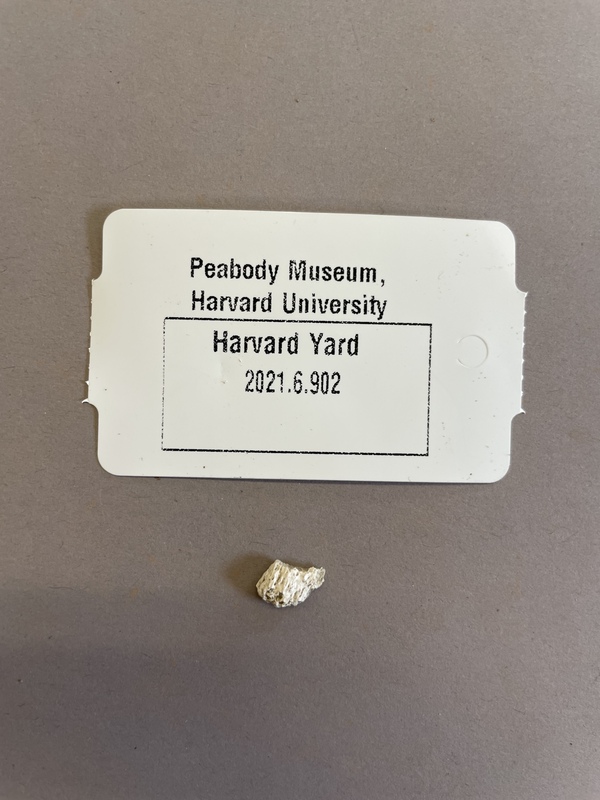 Peabody Museum,
Harvard University
Harvard Yard
2021.6.902